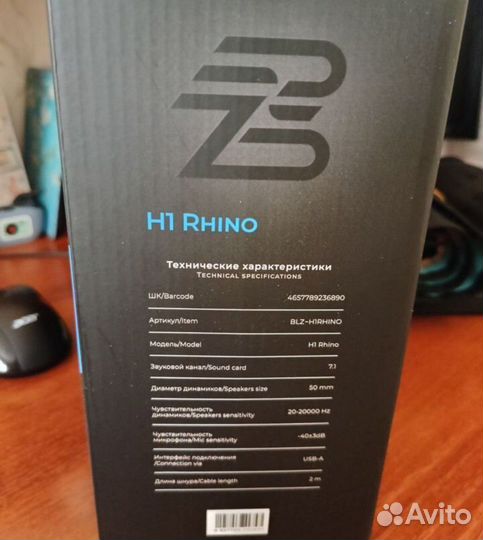 H1 RHINO
Технические характеристики
TECHNICAL SPECIFICATIONS
ШК/Barcode 4657789236890
Артикул/Item BLZ-H1RHINO
Модель/Model H1 Rhino
Звуковой канал/Sound card 7.1
Диаметр динамиков/Speakers size 50 mm
Чувствительность
динамиков/Speakers sensitivity 20-20000 Hz
Чувствительность
микрофона/Mic sensitivity -40±3dB
Интерфейс подключения
/Connection via USB-A
Длина шнура/Cable length 2 m
acer
Avito